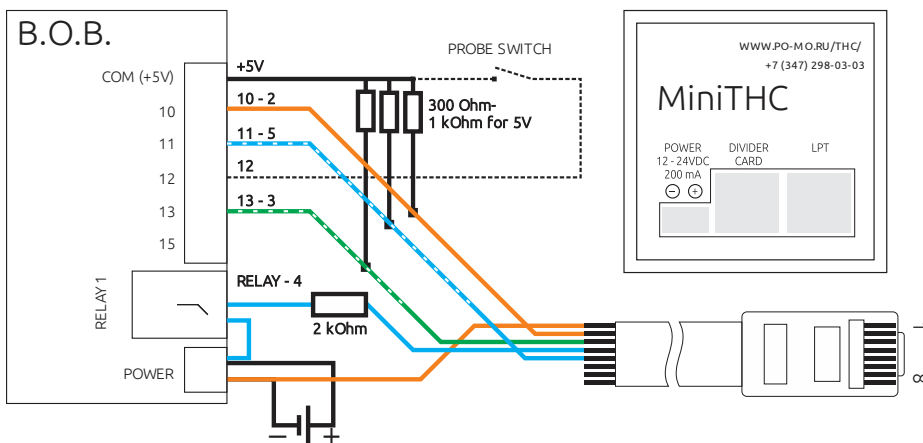 B.O.B.
COM (+5V)
10
11
12
13
15
RELAY 1
POWER
+5V
10 - 2
11 - 5
12
13 - 3
RELAY - 4
2 kOhm
− +
PROBE SWITCH
300 Ohm-
1 kOhm for 5V
WWW.PO-MO.RU/THC/
+7 (347) 298-03-03
MiniTHC
POWER
12 - 24VDC
200 mA
− +
DIVIDER
CARD
LPT
1
8